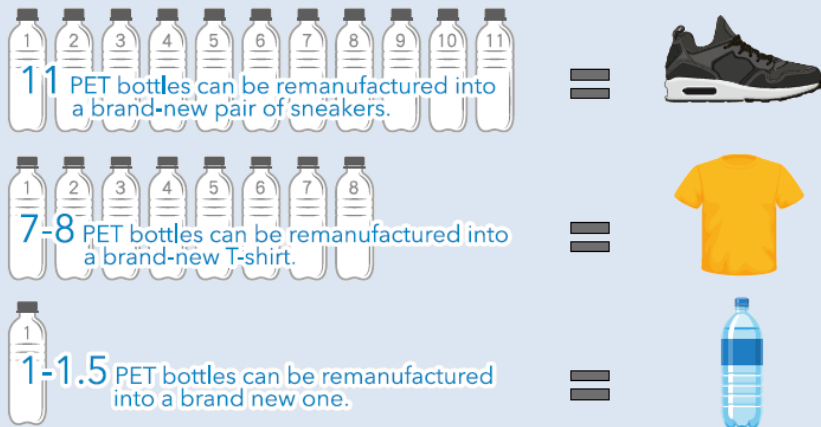 1 2 3 4 5 6 7 8 9 10 11
11 PET bottles can be remanufactured into
a brand-new pair of sneakers.
1 2 3 4 5 6 7 8
7-8 PET bottles can be remanufactured into
a brand-new T-shirt.
1
1-1.5 PET bottles can be remanufactured
into a brand new one.